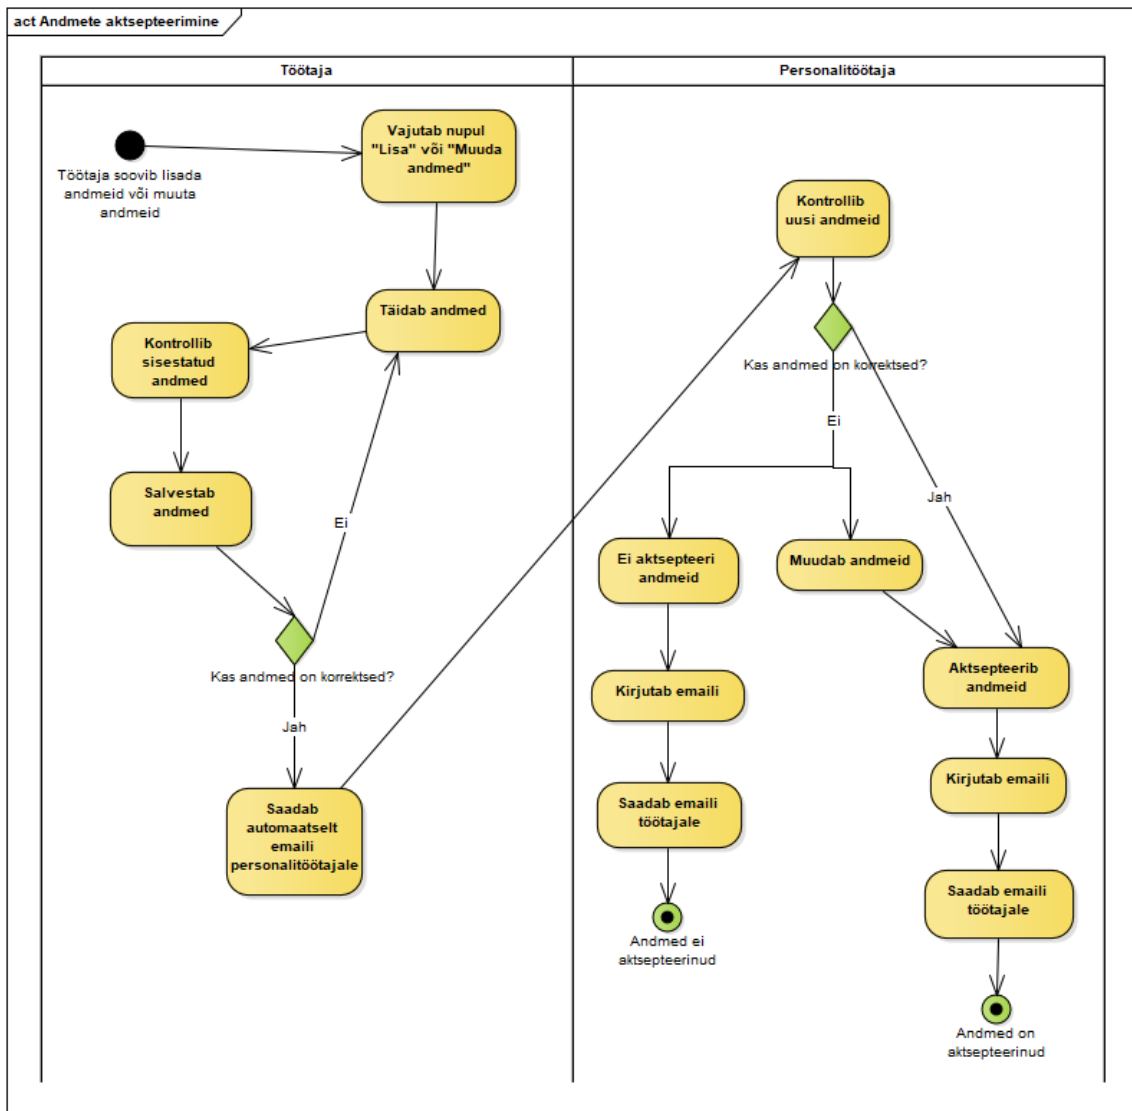 act Andmete aktsepteerimine
Töötaja
Personalitöötaja
Töötaja soovib lisada
andmeid või muuta
andmeid
Vajutab nupul
"Lisa" või "Muuda
andmed"
Täidab andmed
Kontrollib
sisestatud
andmed
Salvestab
andmed
Ei
Kas andmed on korrektsed?
Jah
Saadab
automaatselt
emaili
personalitöötajale
Kontrollib
uusi andmeid
Kas andmed on korrektsed?
Ei
Jah
Ei aktsepteeri
andmeid
Muudab andmeid
Kirjutab emaili
Saadab emaili
töötajale
Andmed ei
aktsepteerinud
Aktsepteerib
andmeid
Kirjutab emaili
Saadab emaili
töötajale
Andmed on
aktsepteerinud